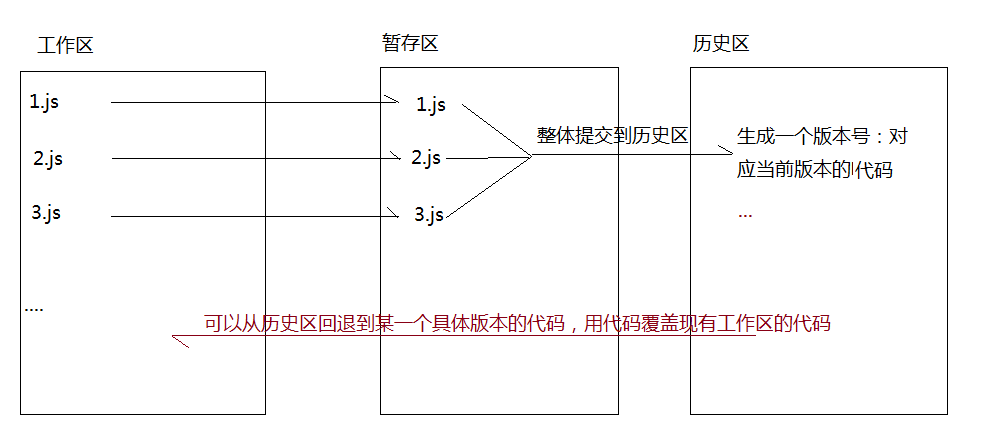 工作区
暂存区
历史区
1.js
2.js
3.js
....
1.js
2.js
3.js
整体提交到历史区
生成一个版本号：对
应当前版本的代码
...
可以从历史区回退到某一个具体版本的代码，用代码覆盖现有工作区的代码